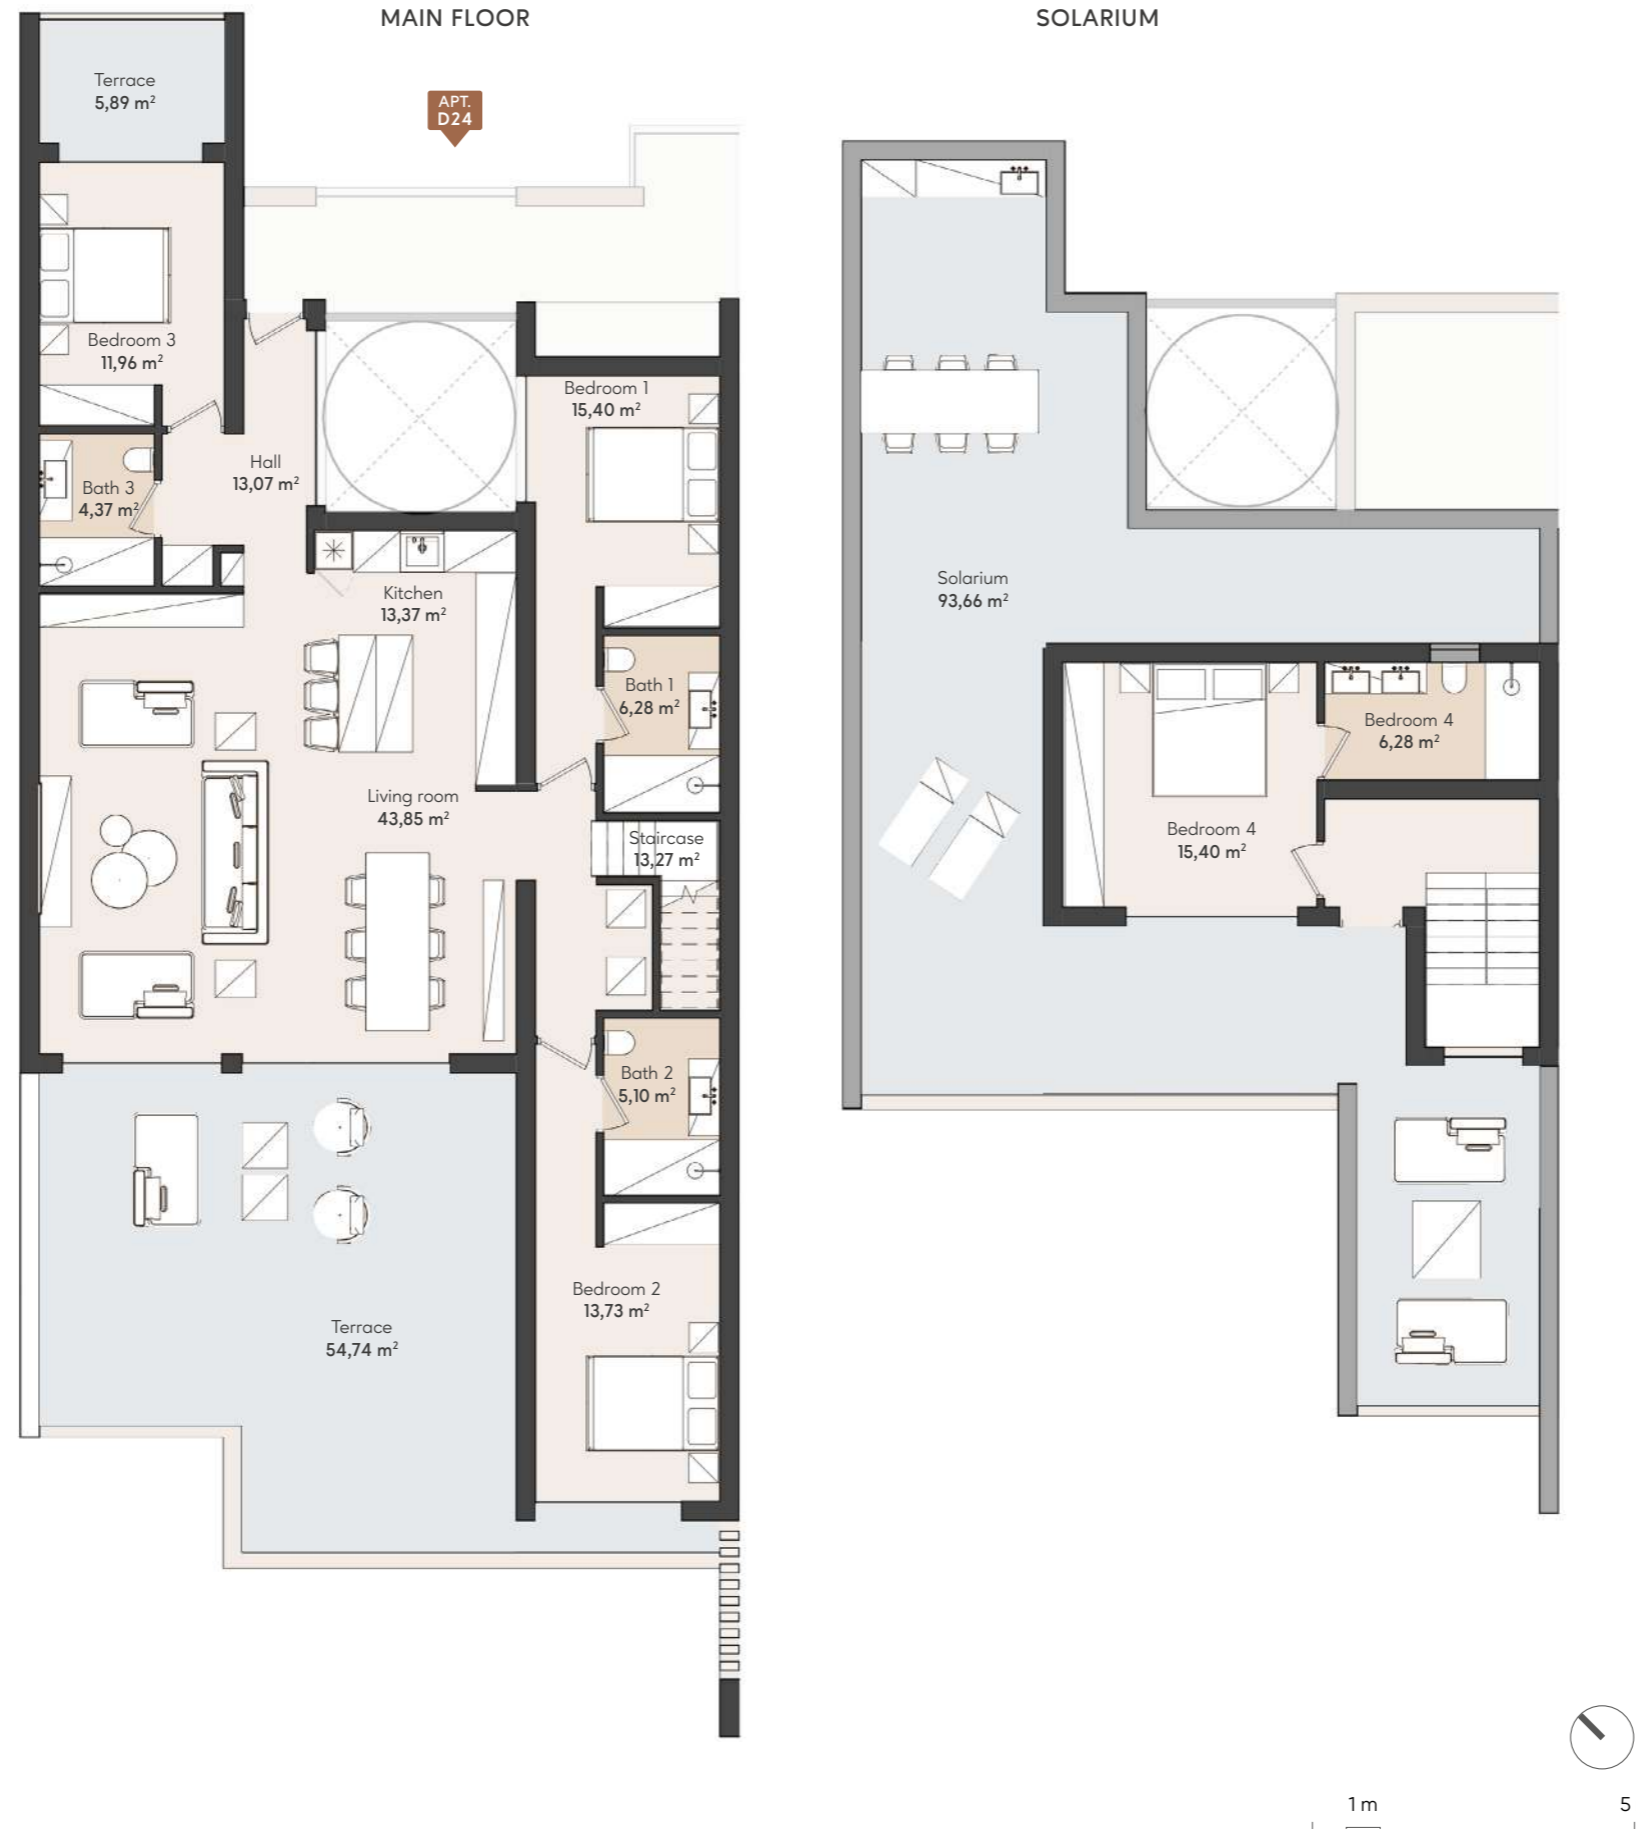 MAIN FLOOR
SOLARIUM
Terrace
5,89 m²
APT.
D24
Bedroom 3
11,96 m²
Bedroom 1
15,40 m²
Hall
13,07 m²
Bath 3
4,37 m²
Kitchen
13,37 m²
Solarium
93,66 m²
Bath 1
6,28 m²
Bedroom 4
6,28 m²
Living room
43,85 m²
Staircase
13,27 m²
Bedroom 4
15,40 m²
Bath 2
5,10 m²
Bedroom 2
13,73 m²
Terrace
54,74 m²
1 m
5